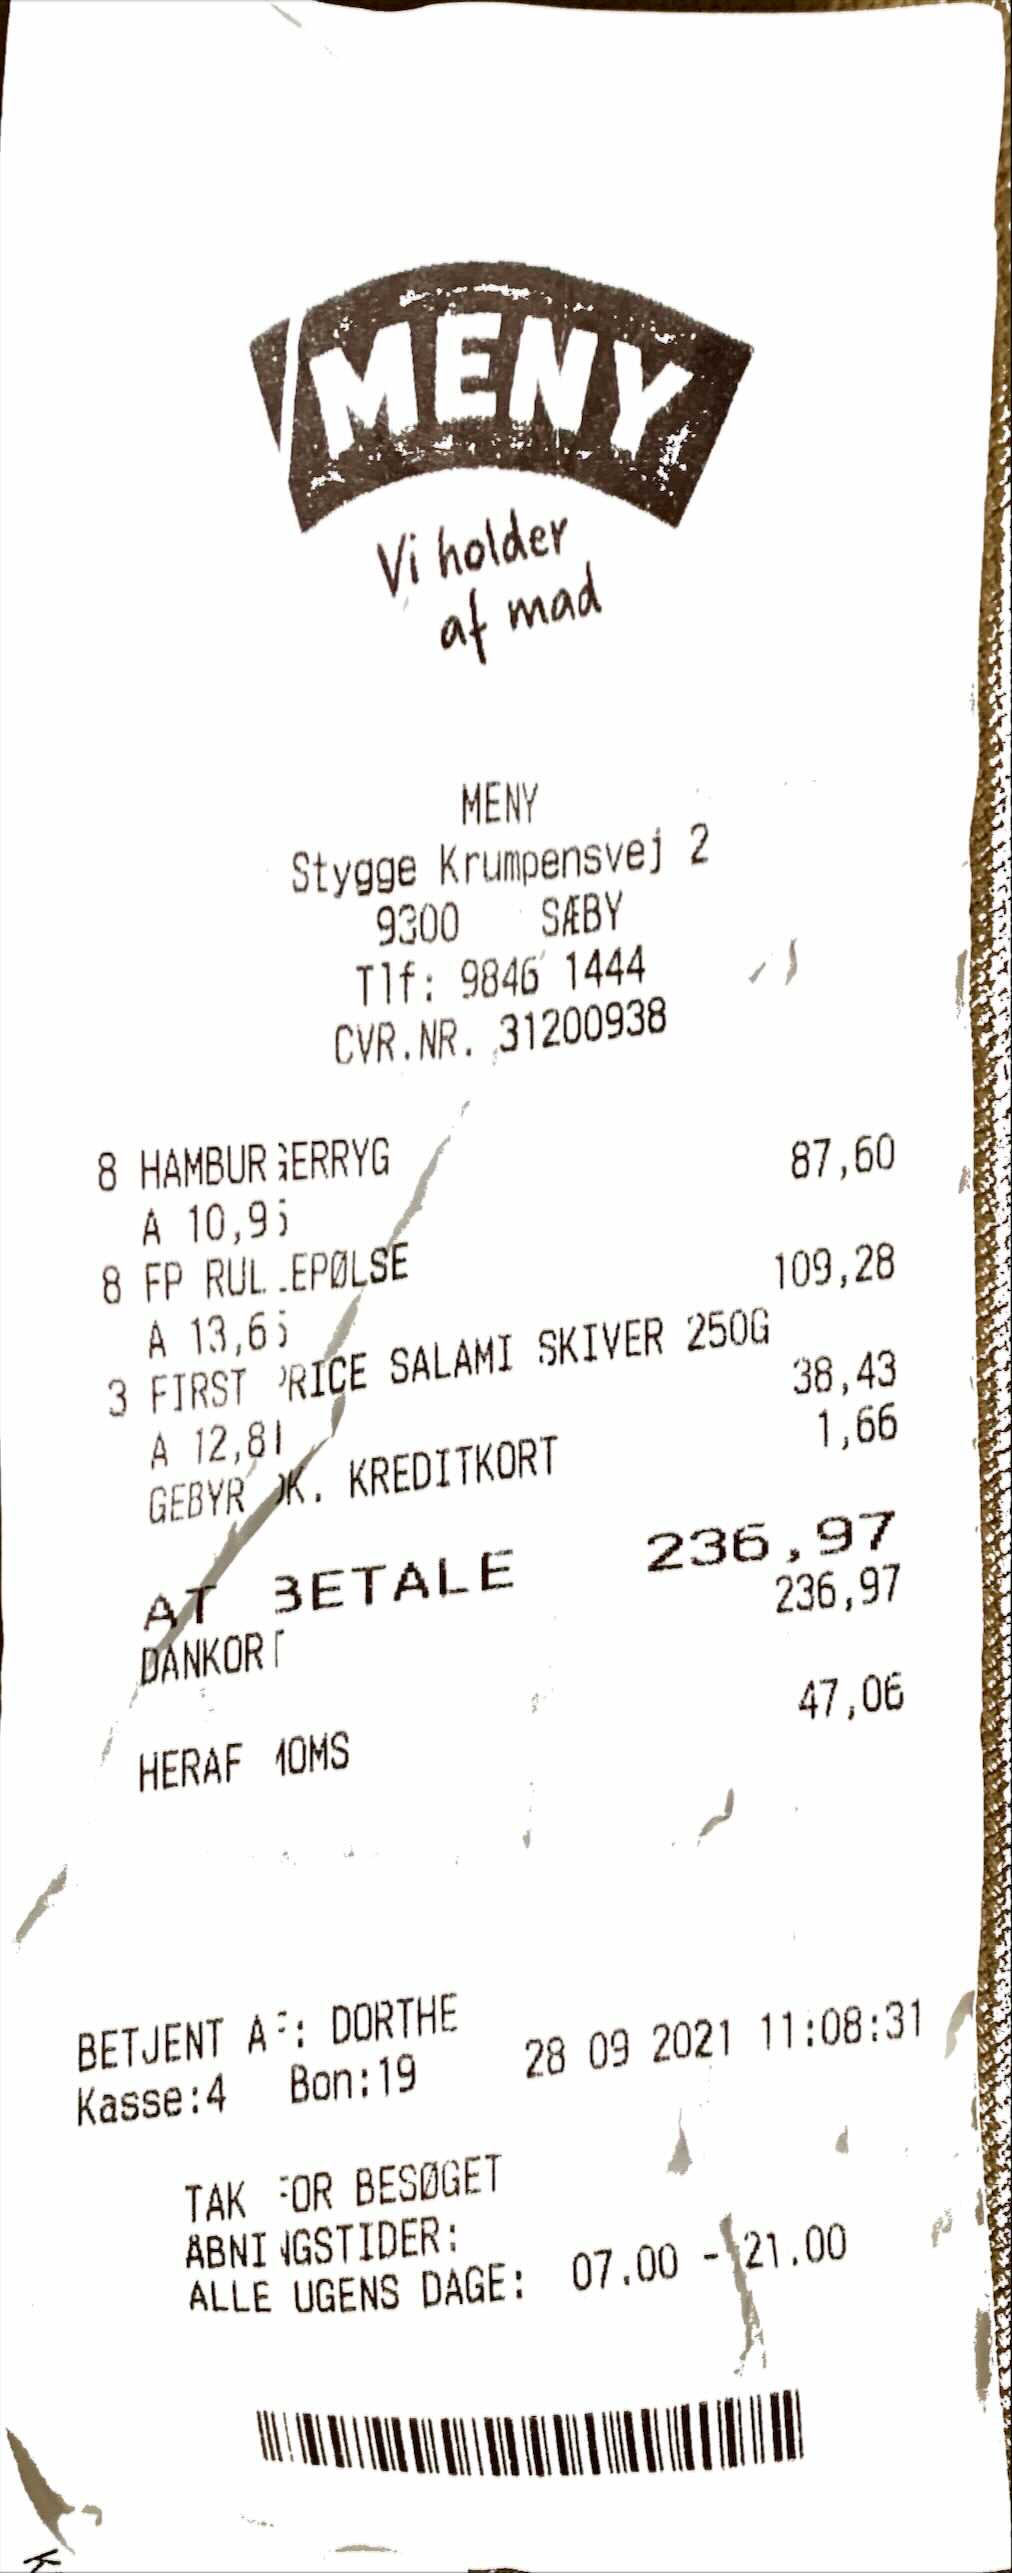 MENY
Vi holder
af mad
MENY
Stygge Krumpensvej 2
9300 SÆBY
Tlf: 9846 1444
CVR.NR. 31200938
8 HAMBURGERRYG 87,60
A 10,95
8 FP RULLEPØLSE 109,28
A 13,66
3 FIRST PRICE SALAMI SKIVER 250G
A 12,81 38,43
GEBYR DK. KREDITKORT 1,66
AT BETALE 236,97
DANKORT 236,97
HERAF MOMS 47,06
BETJENT AF: DORTHE
Kasse:4 Bon:19 28 09 2021 11:08:31
TAK FOR BESØGET
ÅBNINGSTIDER:
ALLE UGENS DAGE: 07.00 - 21.00